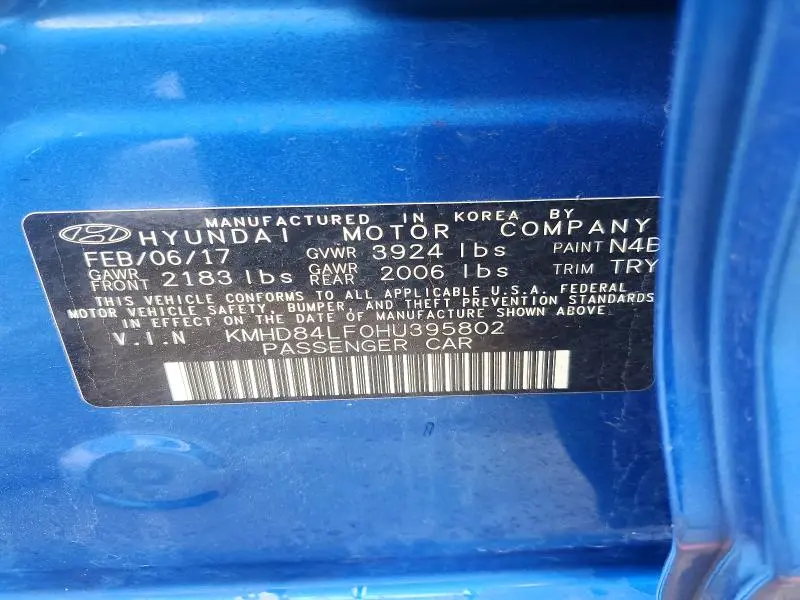 MANUFACTURED IN KOREA BY
HYUNDAI MOTOR COMPANY
FEB/06/17 GVWR 3924 lbs PAINT N4B
GAWR FRONT 2183 lbs GAWR REAR 2006 lbs TRIM TRY
THIS VEHICLE CONFORMS TO ALL APPLICABLE U.S.A. FEDERAL
MOTOR VEHICLE SAFETY, BUMPER, AND THEFT PREVENTION STANDARDS
IN EFFECT ON THE DATE OF MANUFACTURE SHOWN ABOVE.
V.I.N KMHD84LF0HU395802
PASSENGER CAR